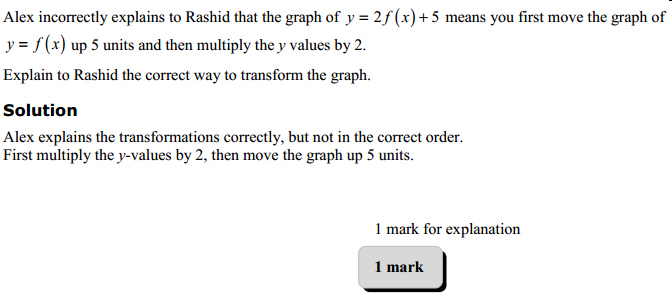 Alex incorrectly explains to Rashid that the graph of y = 2f(x)+5 means you first move the graph of
y = f(x) up 5 units and then multiply the y values by 2.
Explain to Rashid the correct way to transform the graph.
Solution
Alex explains the transformations correctly, but not in the correct order.
First multiply the y-values by 2, then move the graph up 5 units.
1 mark for explanation
1 mark